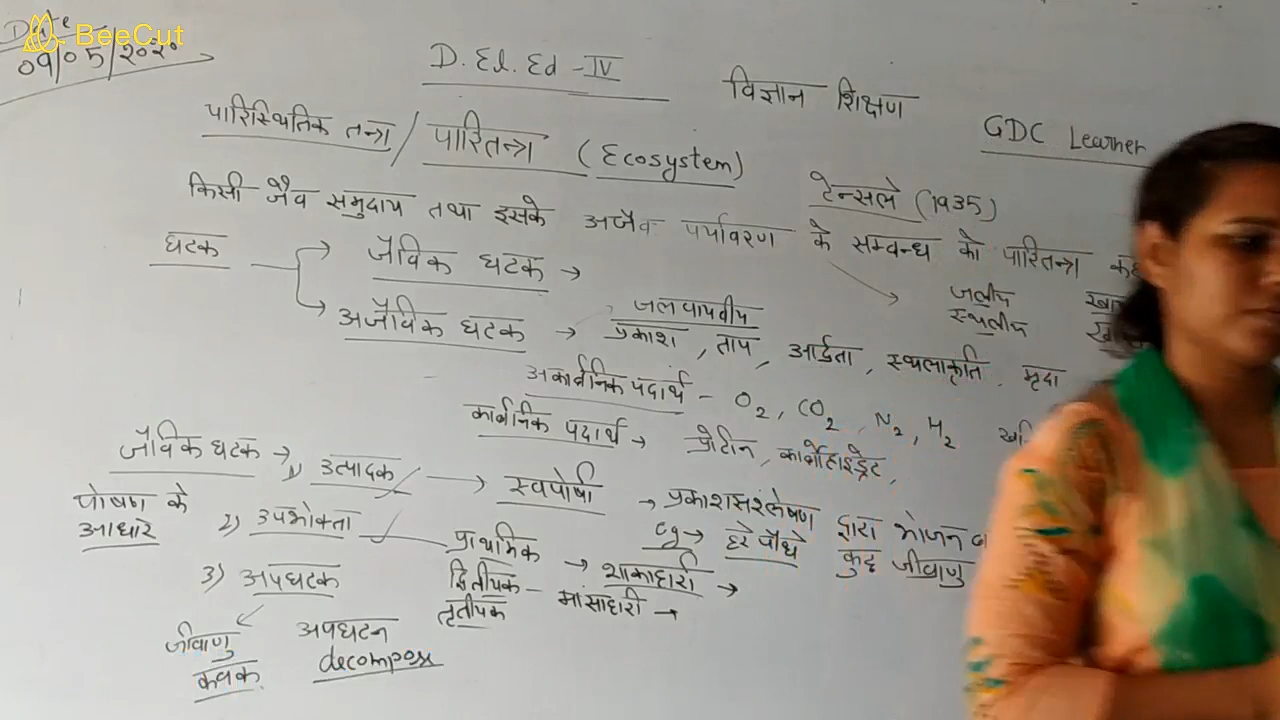 BeeCut
Date
09/05/2020
D. El. Ed - IV
विज्ञान शिक्षण
GDC Learner
पारिस्थितिक तन्त्र / पारितन्त्र (Ecosystem)
टेन्सले (1935)
किसी जैव समुदाय तथा इसके अजैव पर्यावरण के सम्बन्ध को पारितन्त्र
घटक
जैविक घटक →
जलीय
स्थलीय
अजैविक घटक → जलवायवीय
प्रकाश, ताप, आर्द्रता, स्थलाकृति, मृदा
अकार्बनिक पदार्थ - O2, CO2, N2, H2
कार्बनिक पदार्थ → प्रोटीन, कार्बोहाइड्रेट,
जैविक घटक → 1) उत्पादक → स्वपोषी → प्रकाशसंश्लेषण द्वारा भोजन
पोषण के
आधार
eg → हरे पौधे कुछ जीवाणु
2) उपभोक्ता प्राथमिक → शाकाहारी →
द्वितीयक - मांसाहारी →
तृतीयक
3) अपघटक
जीवाणु
कवक
अपघटन
decompose